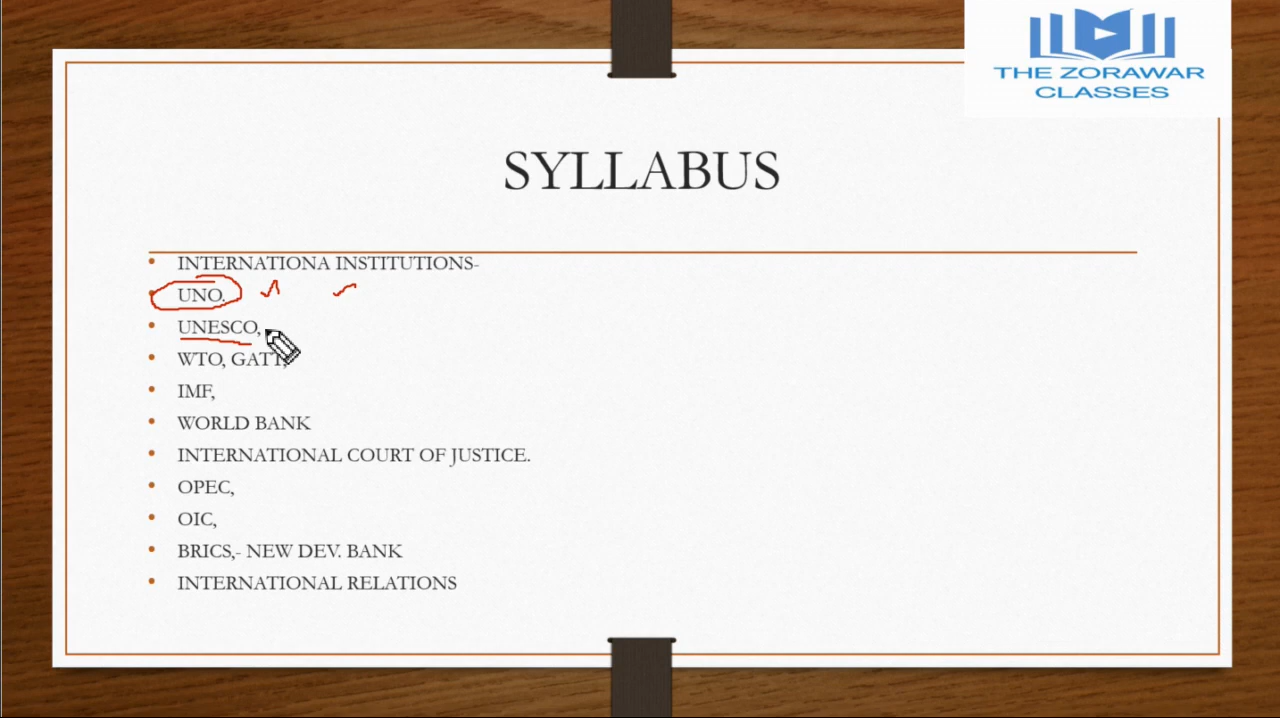 THE ZORAWAR
CLASSES
SYLLABUS
• INTERNATIONA INSTITUTIONS-
• UNO.
• UNESCO,
• WTO, GATT,
• IMF,
• WORLD BANK
• INTERNATIONAL COURT OF JUSTICE.
• OPEC,
• OIC,
• BRICS,- NEW DEV. BANK
• INTERNATIONAL RELATIONS